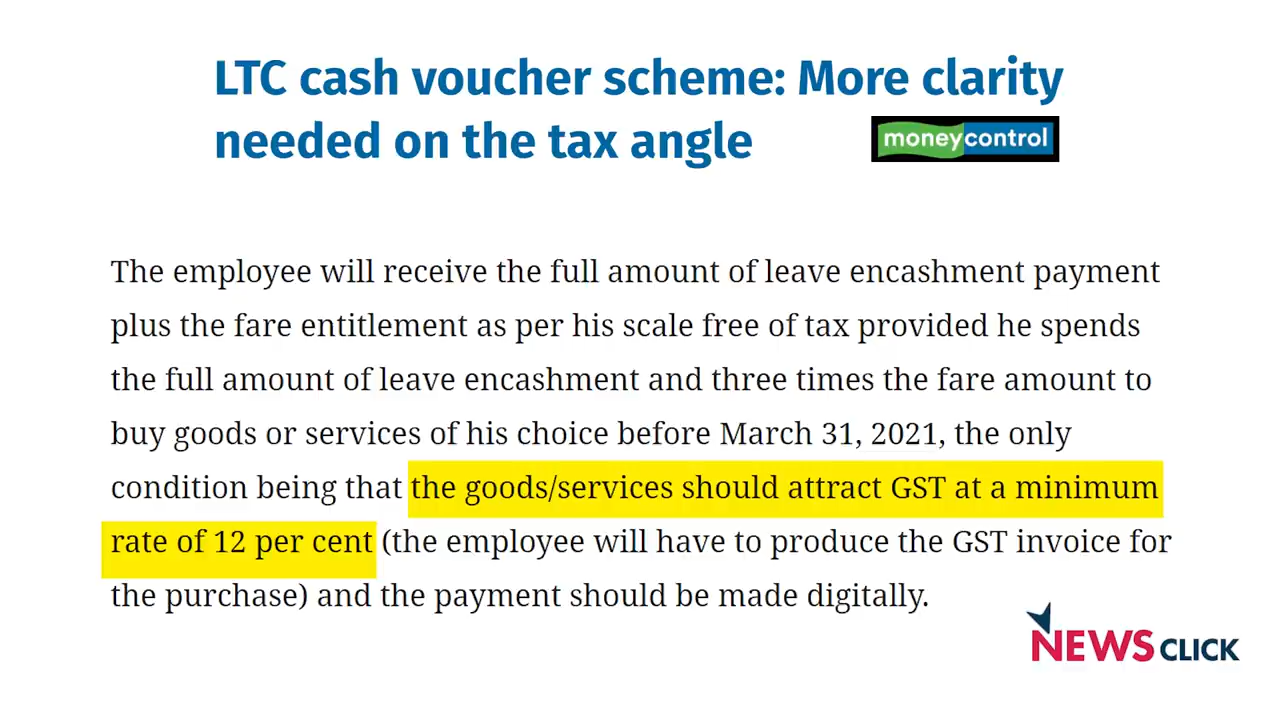 LTC cash voucher scheme: More clarity
needed on the tax angle
moneycontrol
The employee will receive the full amount of leave encashment payment
plus the fare entitlement as per his scale free of tax provided he spends
the full amount of leave encashment and three times the fare amount to
buy goods or services of his choice before March 31, 2021, the only
condition being that the goods/services should attract GST at a minimum
rate of 12 per cent (the employee will have to produce the GST invoice for
the purchase) and the payment should be made digitally.
NEWSCLICK